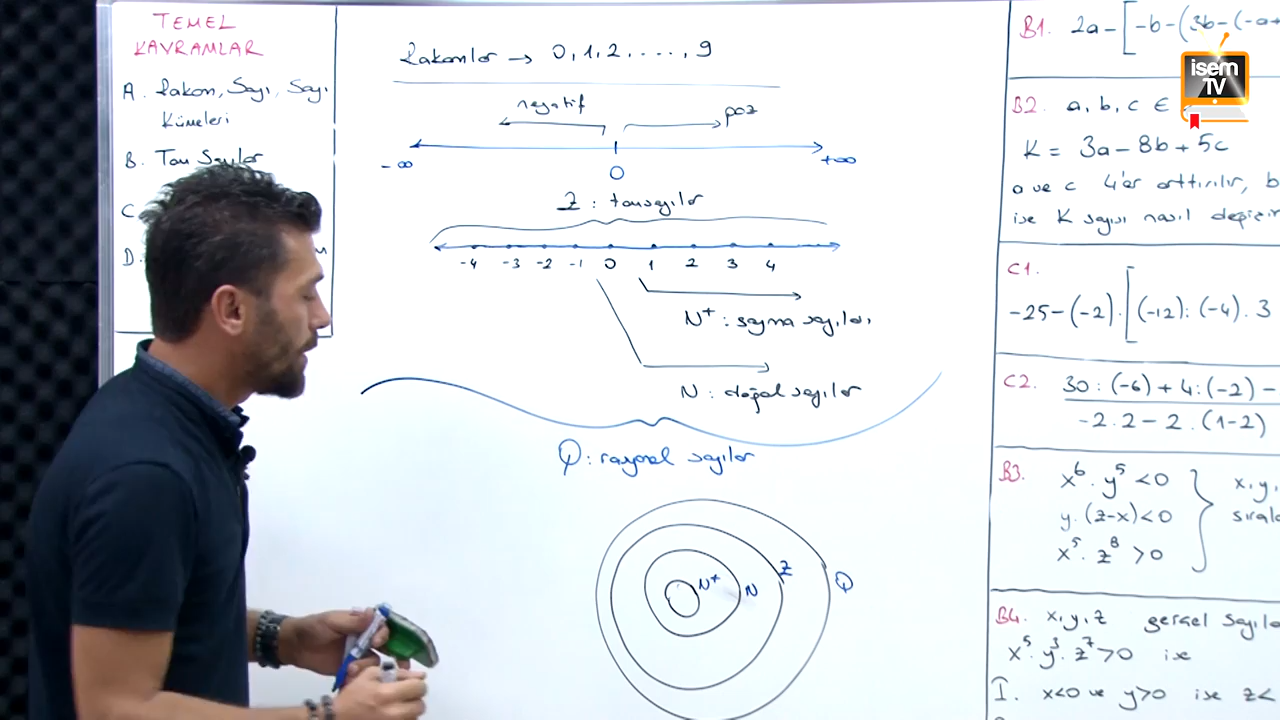 TEMEL
KAVRAMLAR
A. Rakam, Sayı, Sayı
Kümeleri
B. Tam Sayılar
C
D.
Rakamlar → 0, 1, 2, ...., 9
negatif
poz
-∞
0
+∞
Z : tamsayılar
-4 -3 -2 -1 0 1 2 3 4
N⁺ : sayma sayıları
N : doğal sayılar
Q : rasyonel sayılar
N⁺ N Z Q
isem
TV
B1. 2a - [-b-(3b-(-a+
B2. a, b, c ∈
K = 3a - 8b + 5c
a ve c 4'er arttırılır, b
ise K sayısı nasıl değişir
C1.
-25-(-2).[(-12):(-4).3
C2. 30:(-6)+4:(-2)-
-2.2-2.(1-2)
B3. x⁶.y⁵<0 x,y,
y.(z-x)<0 sırala
x⁵.z⁸>0
B4. x,y,z gerçel sayıla
x⁵.y³.z⁷>0 ise
I. x<0 ve y>0 ise z<